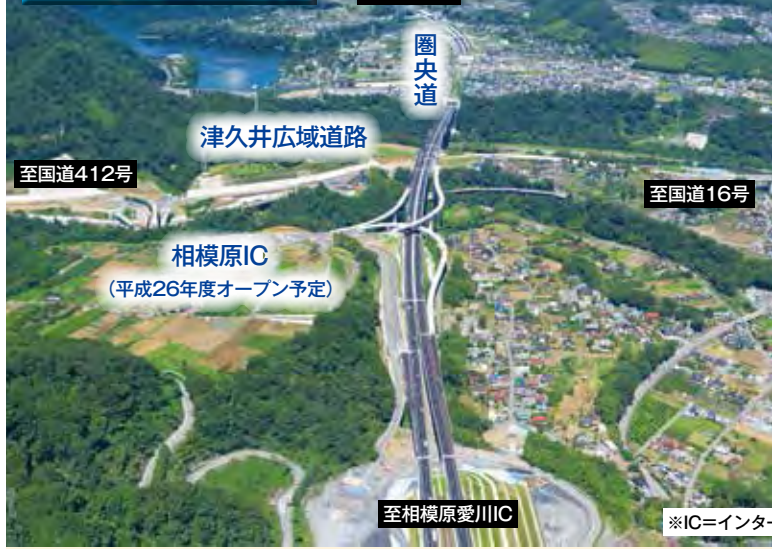 圏央道
津久井広域道路
至国道412号
至国道16号
相模原IC
(平成26年度オープン予定)
至相模原愛川IC
※IC=インター